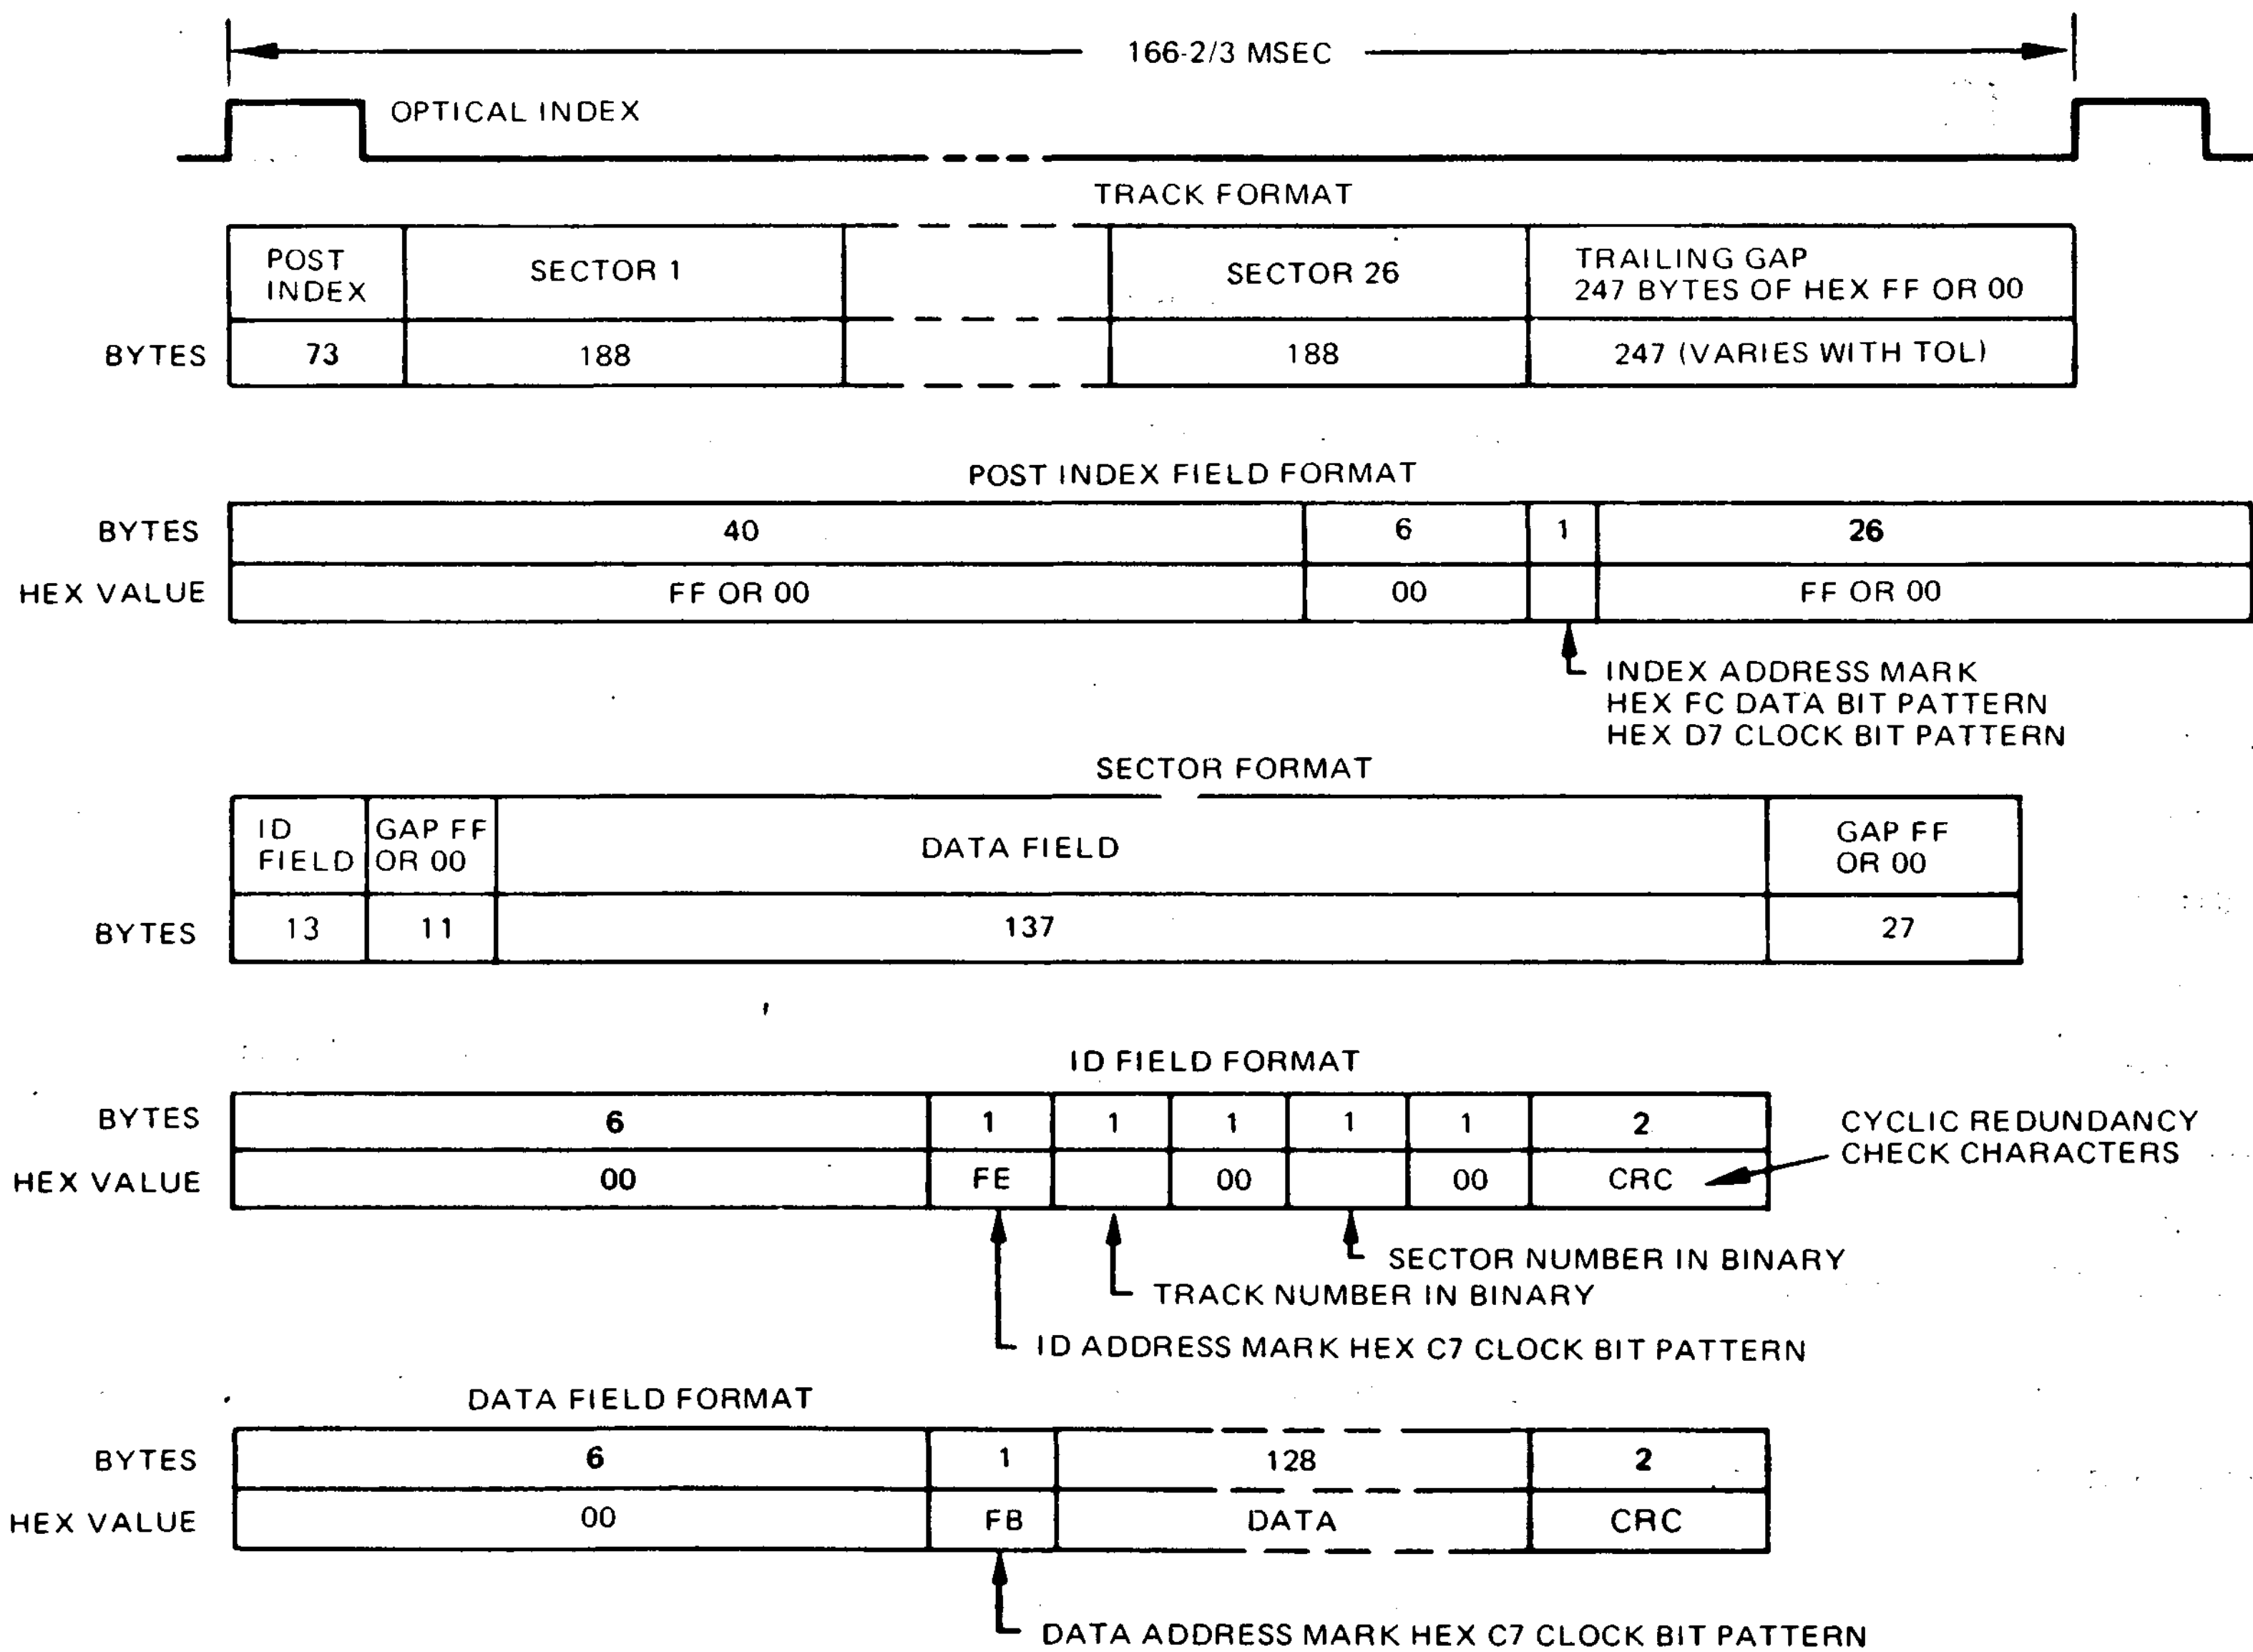 166-2/3 MSEC
OPTICAL INDEX
TRACK FORMAT
POST INDEX
SECTOR 1
SECTOR 26
TRAILING GAP
247 BYTES OF HEX FF OR 00
BYTES 73 188 188 247 (VARIES WITH TOL)
POST INDEX FIELD FORMAT
BYTES 40 6 1 26
HEX VALUE FF OR 00 00 FF OR 00
INDEX ADDRESS MARK
HEX FC DATA BIT PATTERN
HEX D7 CLOCK BIT PATTERN
SECTOR FORMAT
ID FIELD
GAP FF OR 00
DATA FIELD
GAP FF OR 00
BYTES 13 11 137 27
ID FIELD FORMAT
BYTES 6 1 1 1 1 1 2
HEX VALUE 00 FE 00 00 CRC
CYCLIC REDUNDANCY
CHECK CHARACTERS
SECTOR NUMBER IN BINARY
TRACK NUMBER IN BINARY
ID ADDRESS MARK HEX C7 CLOCK BIT PATTERN
DATA FIELD FORMAT
BYTES 6 1 128 2
HEX VALUE 00 FB DATA CRC
DATA ADDRESS MARK HEX C7 CLOCK BIT PATTERN